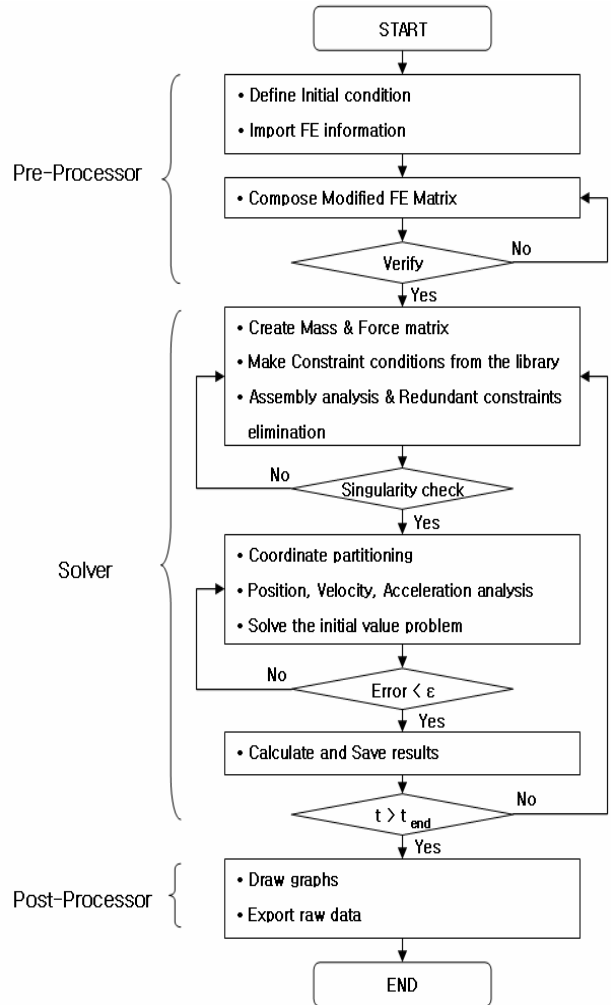 START
• Define Initial condition
• Import FE information
Pre-Processor
• Compose Modified FE Matrix
No
Verify
Yes
• Create Mass & Force matrix
• Make Constraint conditions from the library
• Assembly analysis & Redundant constraints
elimination
No
Singularity check
Yes
Solver
• Coordinate partitioning
• Position, Velocity, Acceleration analysis
• Solve the initial value problem
No
Error < ε
Yes
• Calculate and Save results
No
t > t end
Yes
Post-Processor
• Draw graphs
• Export raw data
END